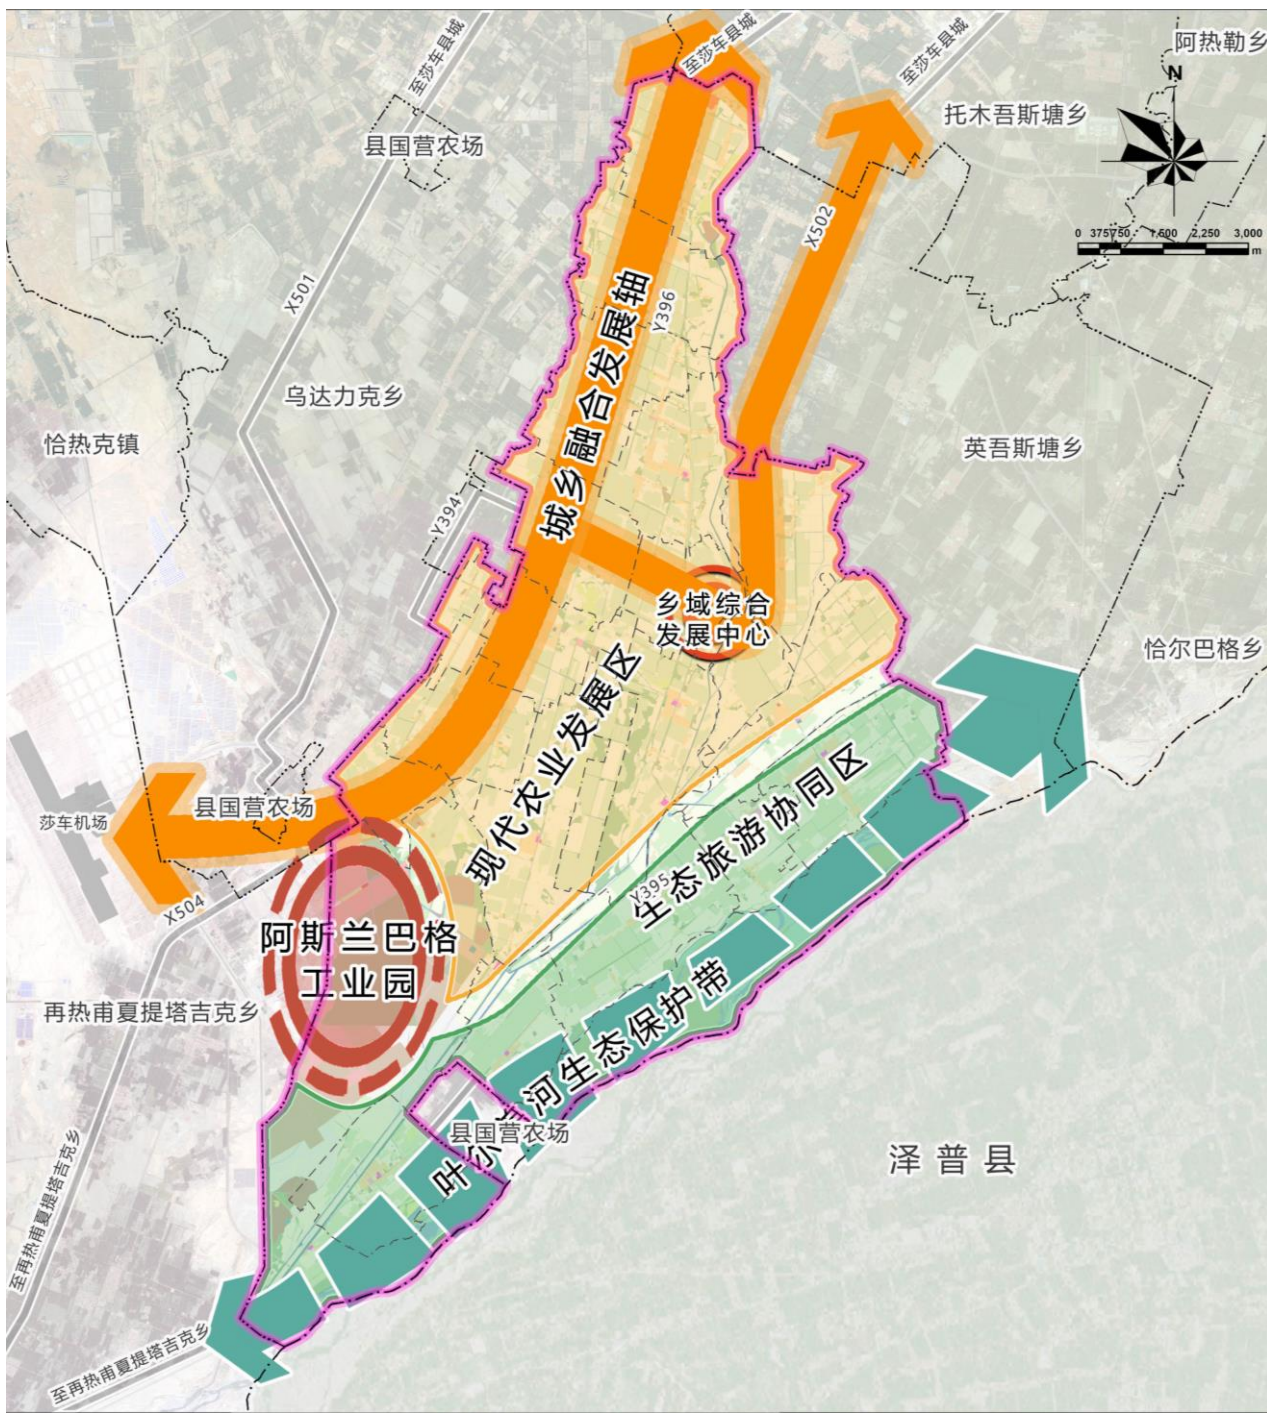 至莎车县城
至莎车县城
至莎车县城
阿热勒乡
N
托木吾斯塘乡
县国营农场
X502
0 375 750 1,500 2,250 3,000
m
X501
城乡融合发展轴
Y396
乌达力克乡
恰热克镇
英吾斯塘乡
Y394
乡域综合
发展中心
恰尔巴格乡
现代农业发展区
生态旅游协同区
Y395
县国营农场
莎车机场
X504
阿斯兰巴格
工业园
再热甫夏提塔吉克乡
叶尔羌河生态保护带
县国营农场
泽普县
至再热甫夏提塔吉克乡
至再热甫夏提塔吉克乡